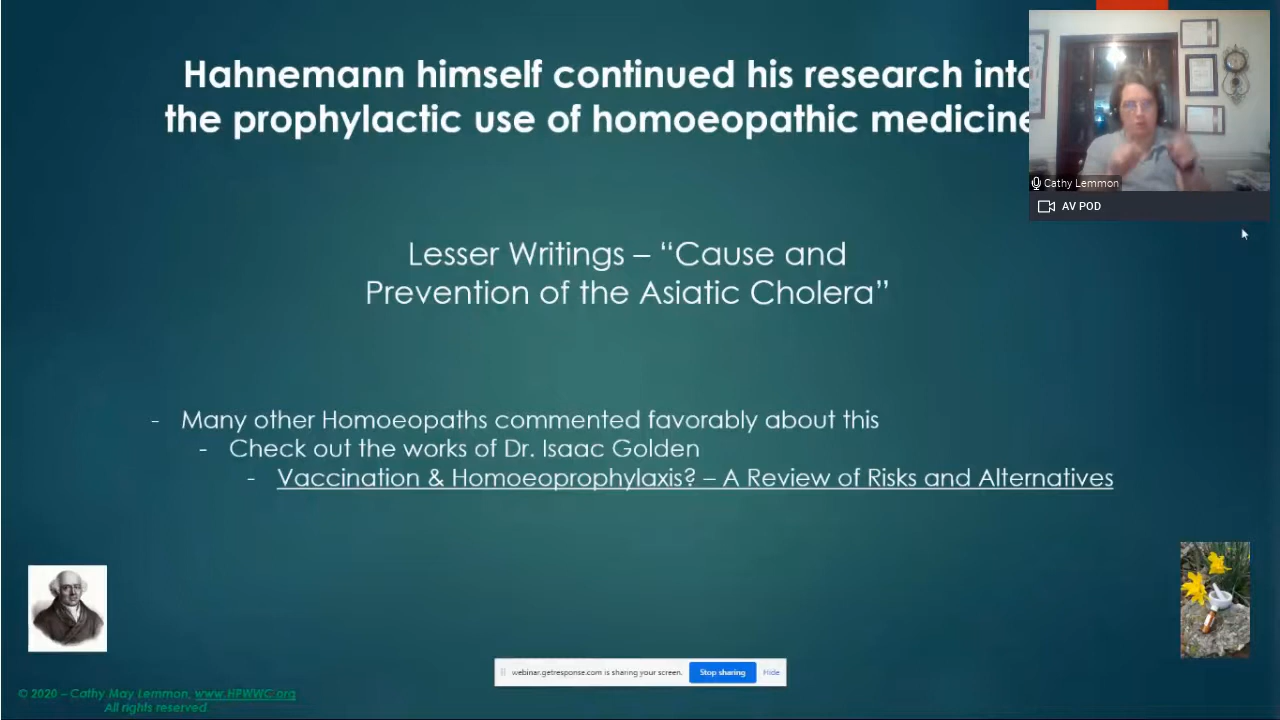 Hahnemann himself continued his research into
the prophylactic use of homoeopathic medicine
Cathy Lemmon
AV POD
Lesser Writings – “Cause and
Prevention of the Asiatic Cholera”
- Many other Homoeopaths commented favorably about this
- Check out the works of Dr. Isaac Golden
- Vaccination & Homoeoprophylaxis? – A Review of Risks and Alternatives
webinar.getresponse.com is sharing your screen. Stop sharing Hide
© 2020 – Cathy May Lemmon, www.HPWWC.org
All rights reserved